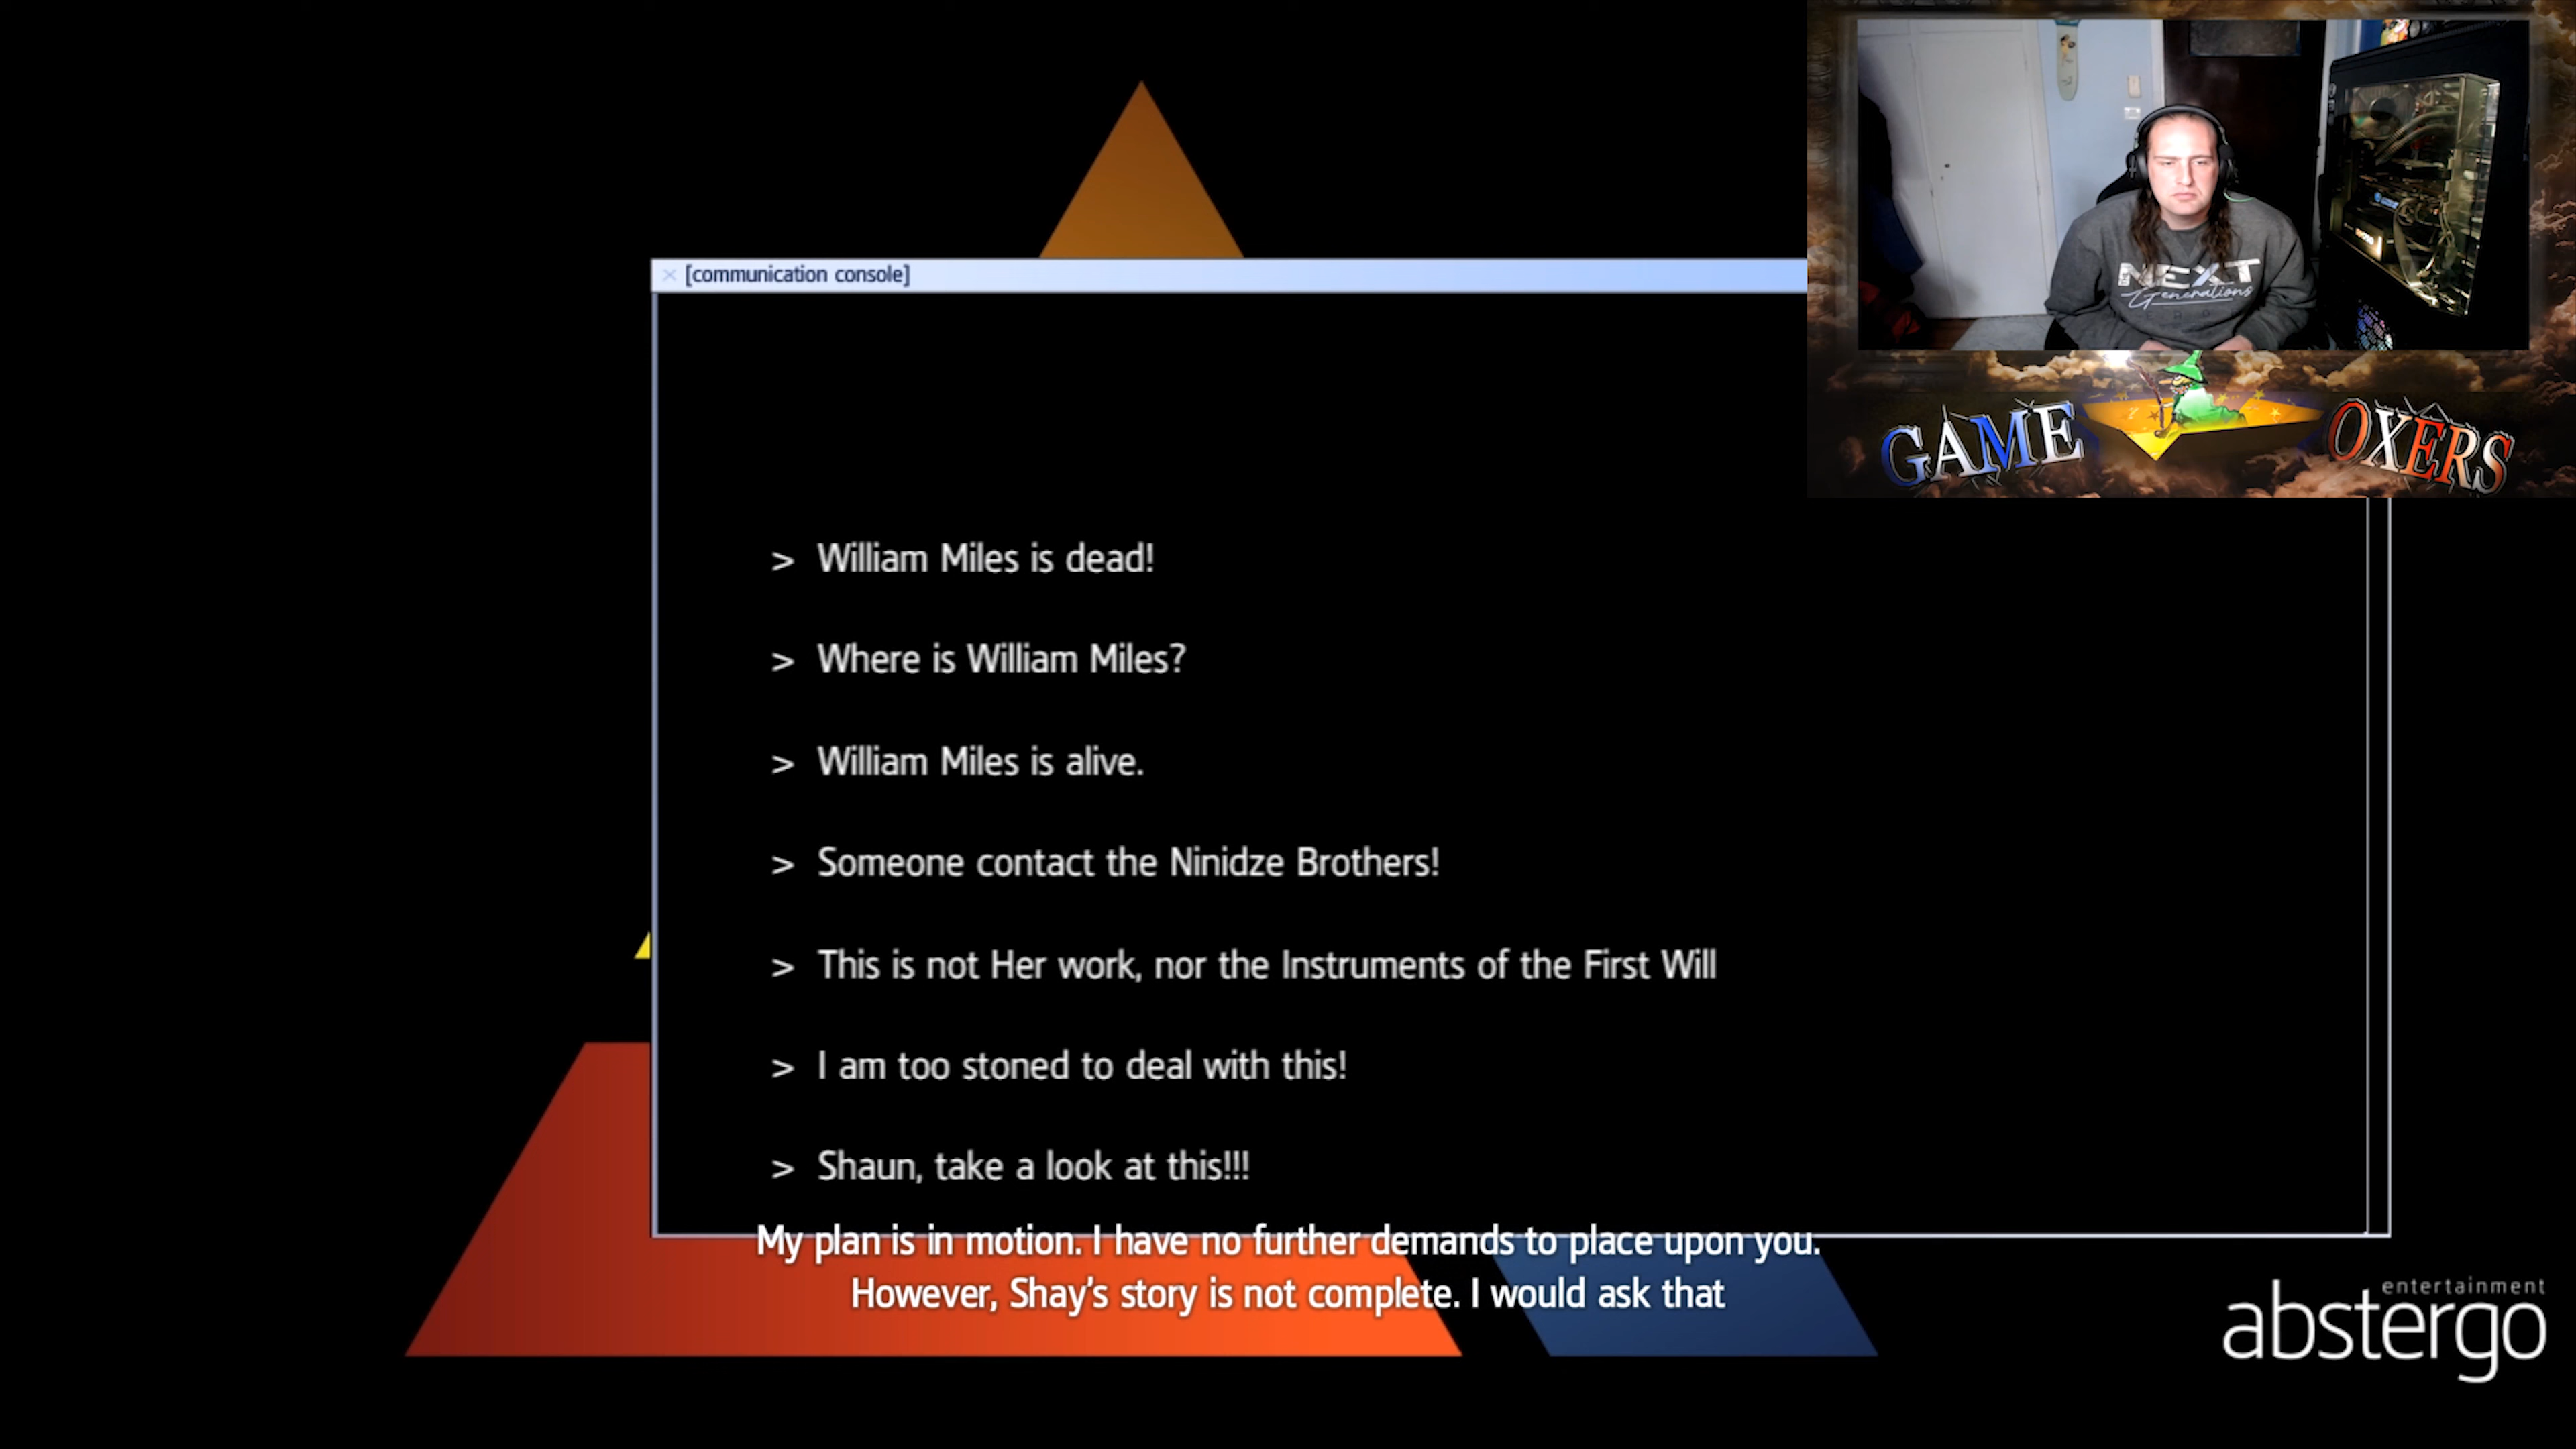 [communication console]
NEXT
Generations
GAME OXERS
> William Miles is dead!
> Where is William Miles?
> William Miles is alive.
> Someone contact the Ninidze Brothers!
> This is not Her work, nor the Instruments of the First Will
> I am too stoned to deal with this!
> Shaun, take a look at this!!!
My plan is in motion. I have no further demands to place upon you.
However, Shay's story is not complete. I would ask that
entertainment
abstergo